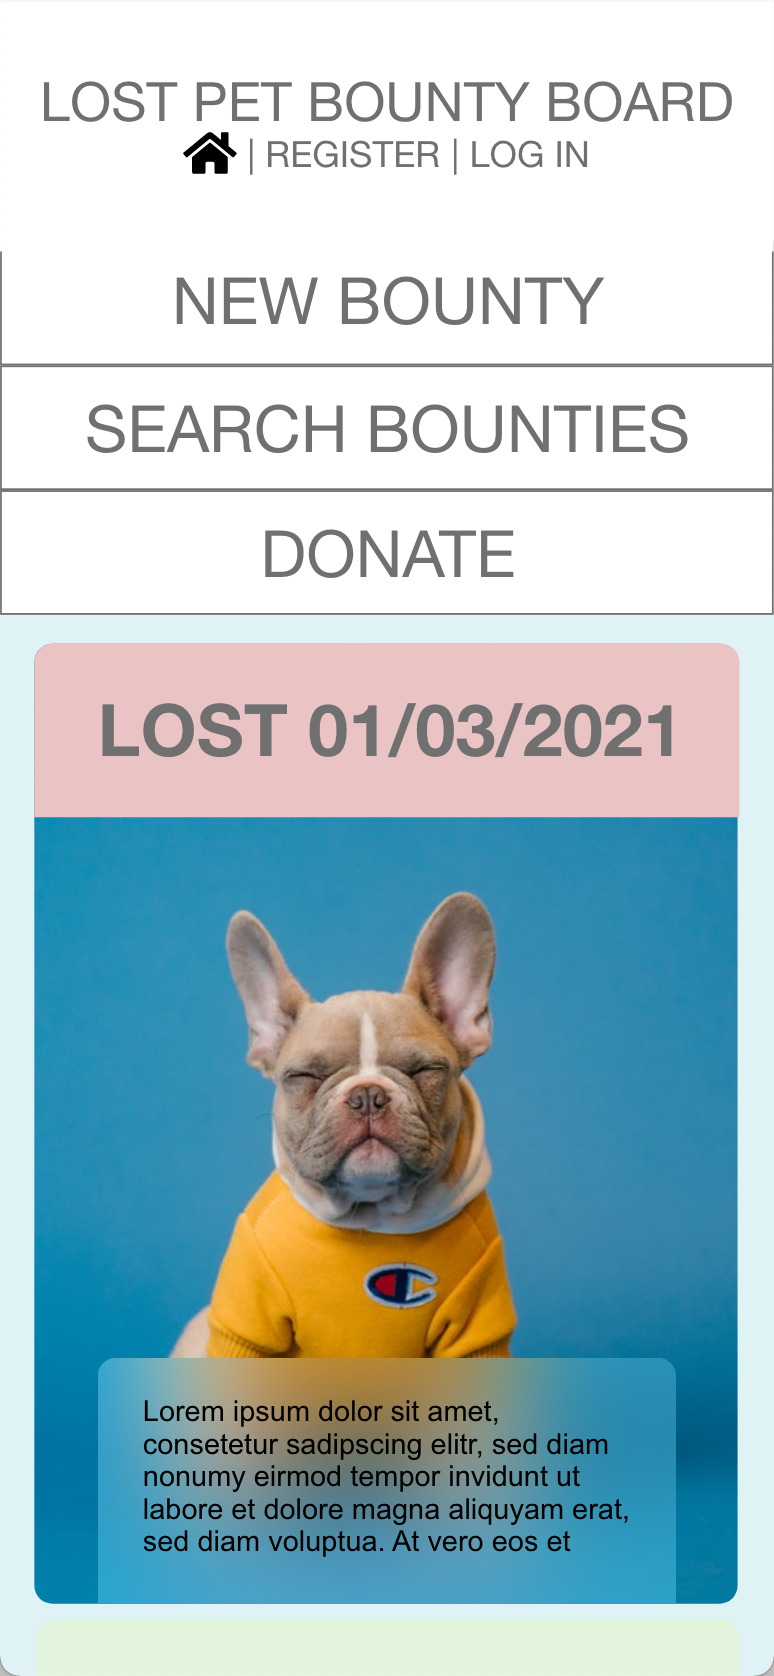 LOST PET BOUNTY BOARD
| REGISTER | LOG IN
NEW BOUNTY
SEARCH BOUNTIES
DONATE
LOST 01/03/2021
Lorem ipsum dolor sit amet,
consetetur sadipscing elitr, sed diam
nonumy eirmod tempor invidunt ut
labore et dolore magna aliquyam erat,
sed diam voluptua. At vero eos et